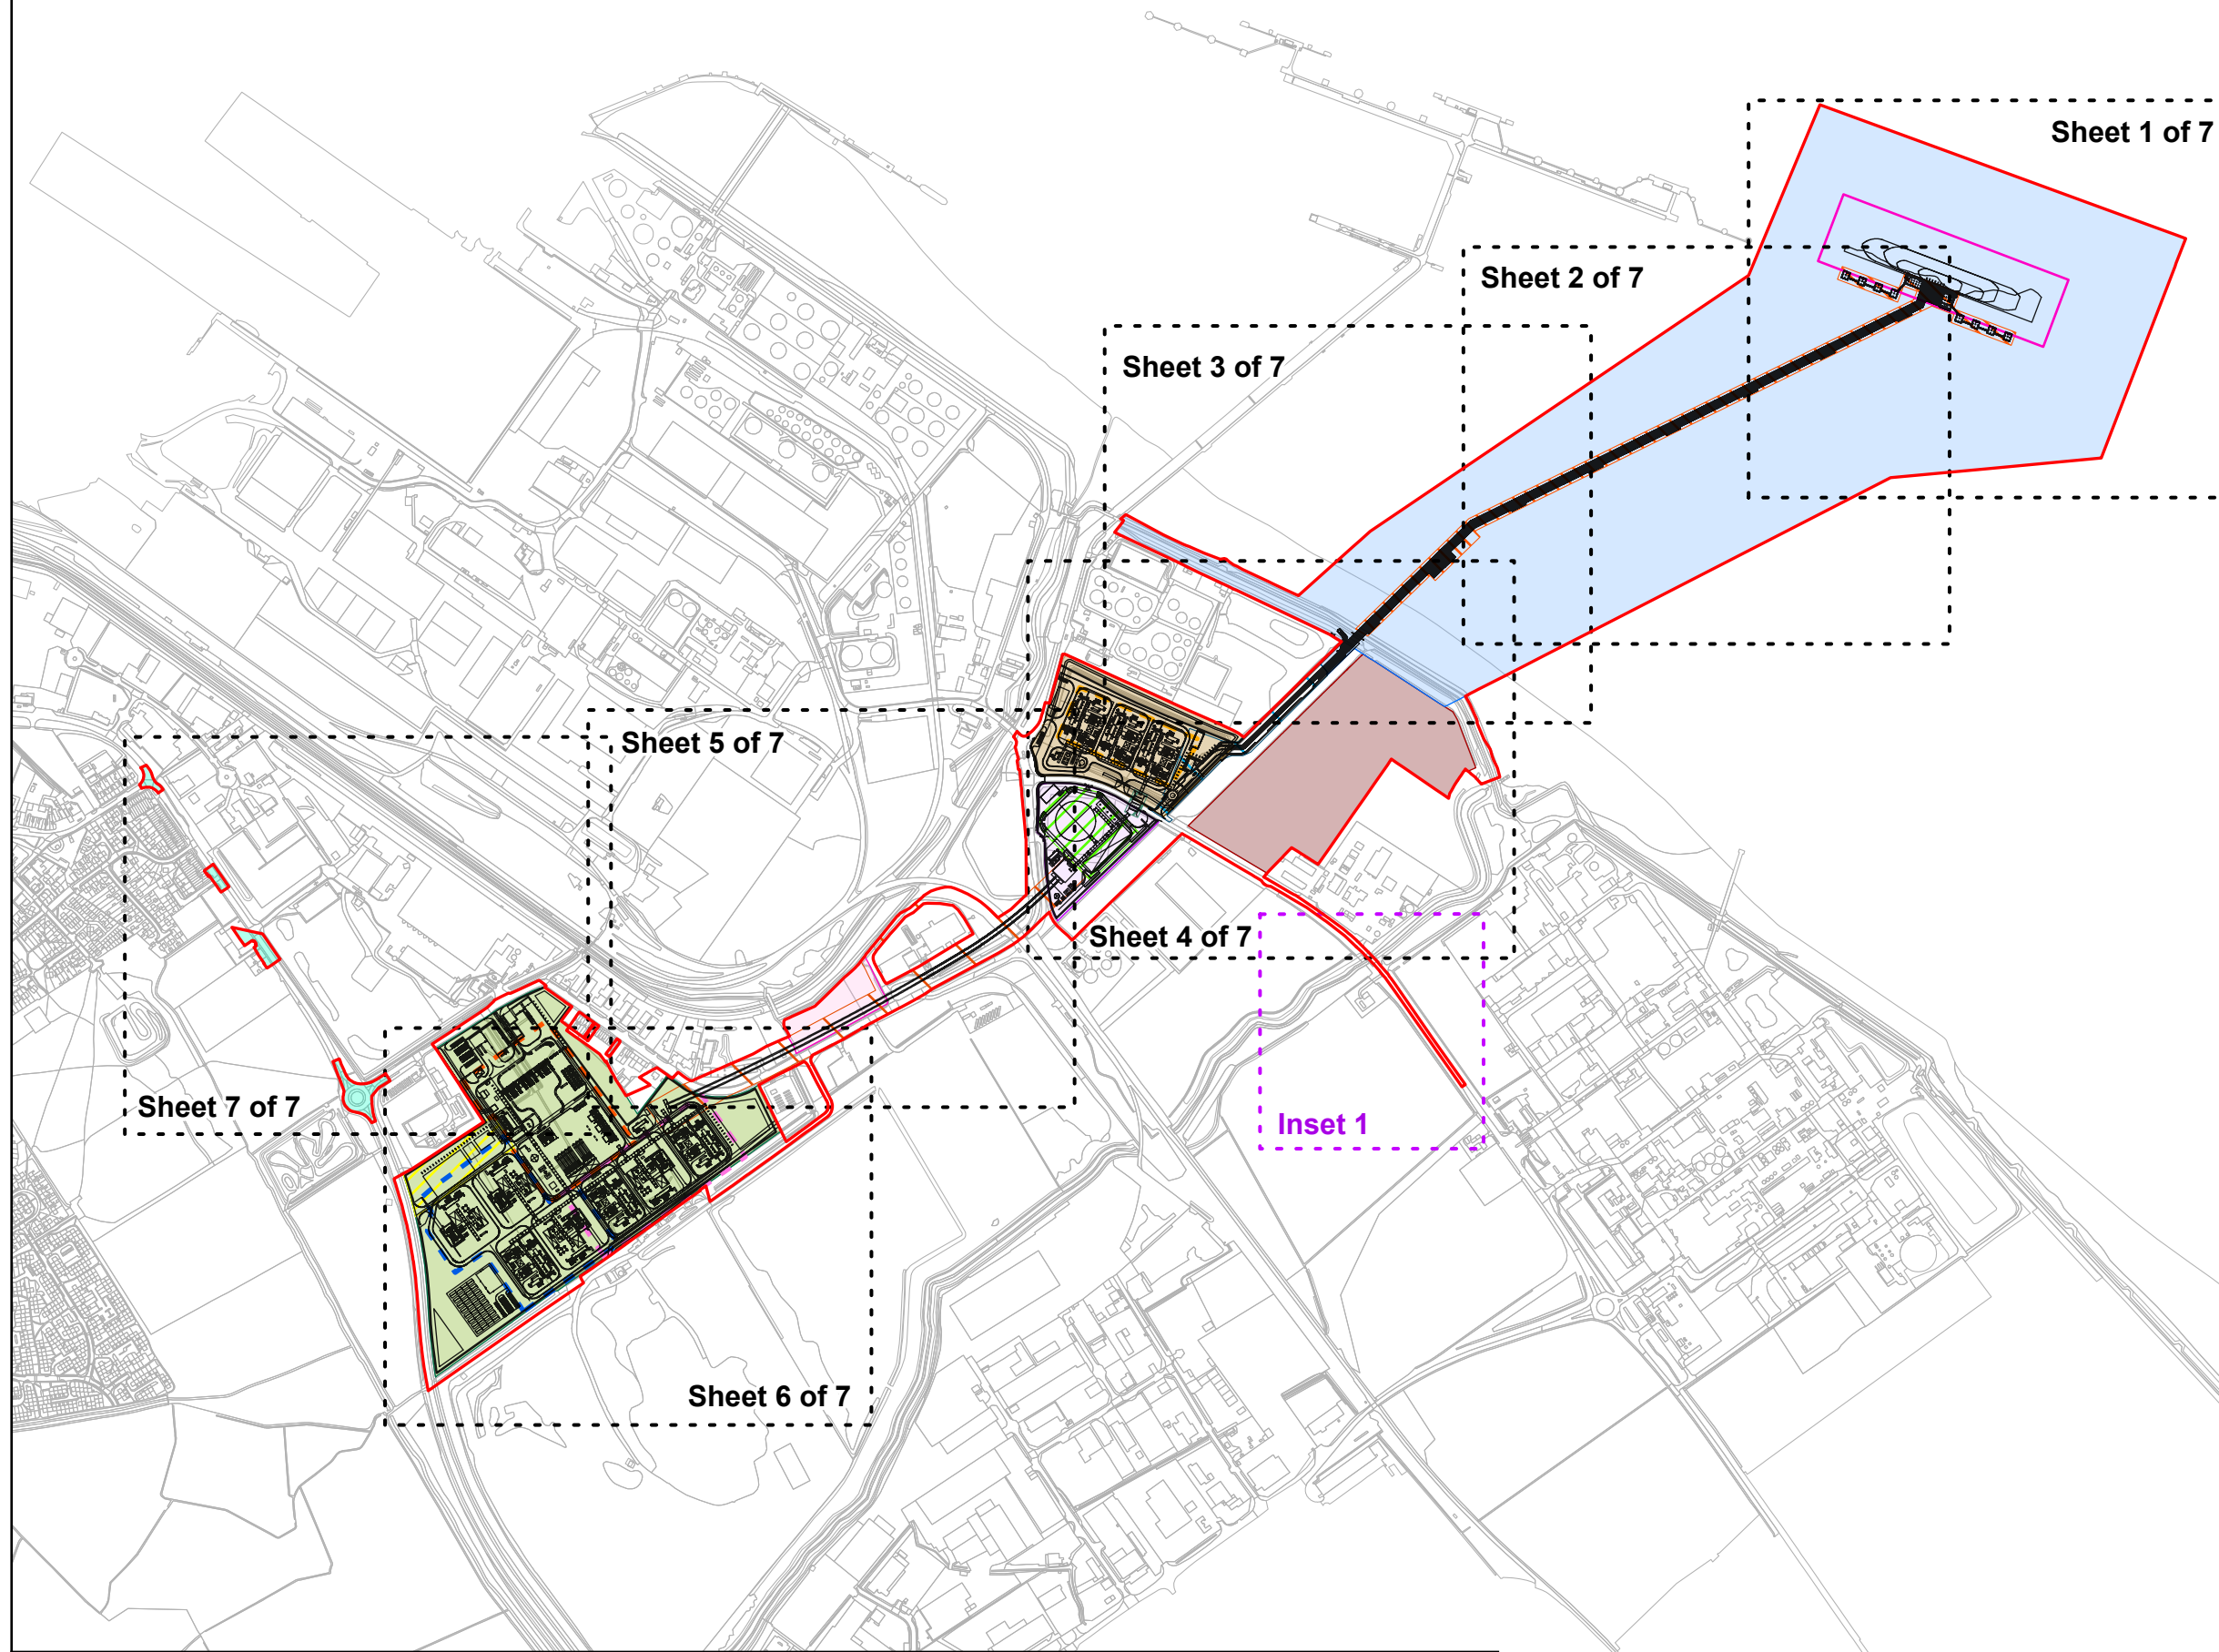 Sheet 1 of 7
Sheet 2 of 7
Sheet 3 of 7
Sheet 5 of 7
Sheet 4 of 7
Sheet 7 of 7
Inset 1
Sheet 6 of 7